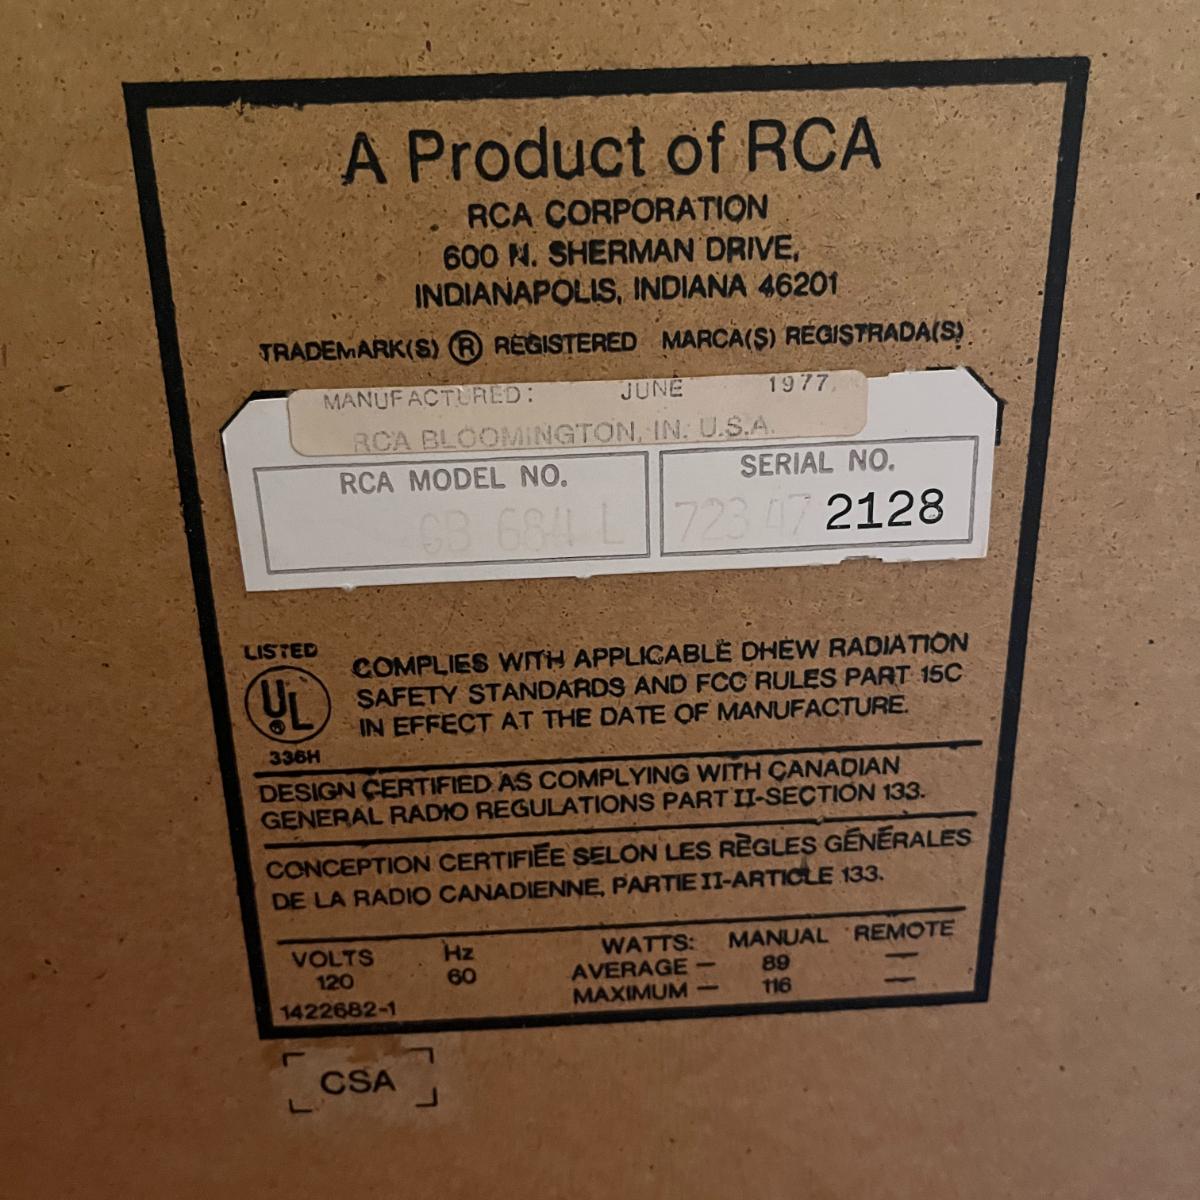 A Product of RCA
RCA CORPORATION
600 N. SHERMAN DRIVE,
INDIANAPOLIS, INDIANA 46201
TRADEMARK(S) ® REGISTERED MARCA(S) REGISTRADA(S)
MANUFACTURED: JUNE 1977,
RCA BLOOMINGTON, IN. U.S.A.
RCA MODEL NO. SERIAL NO.
GB 684 L 723 47 2128
LISTED
UL
®
336H
COMPLIES WITH APPLICABLE DHEW RADIATION
SAFETY STANDARDS AND FCC RULES PART 15C
IN EFFECT AT THE DATE OF MANUFACTURE.
DESIGN CERTIFIED AS COMPLYING WITH CANADIAN
GENERAL RADIO REGULATIONS PART II-SECTION 133.
CONCEPTION CERTIFIÉE SELON LES RÈGLES GÉNÉRALES
DE LA RADIO CANADIENNE, PARTIE II-ARTICLE 133.
VOLTS Hz WATTS: MANUAL REMOTE
120 60 AVERAGE — 89 —
MAXIMUM — 116 —
1422682-1
CSA